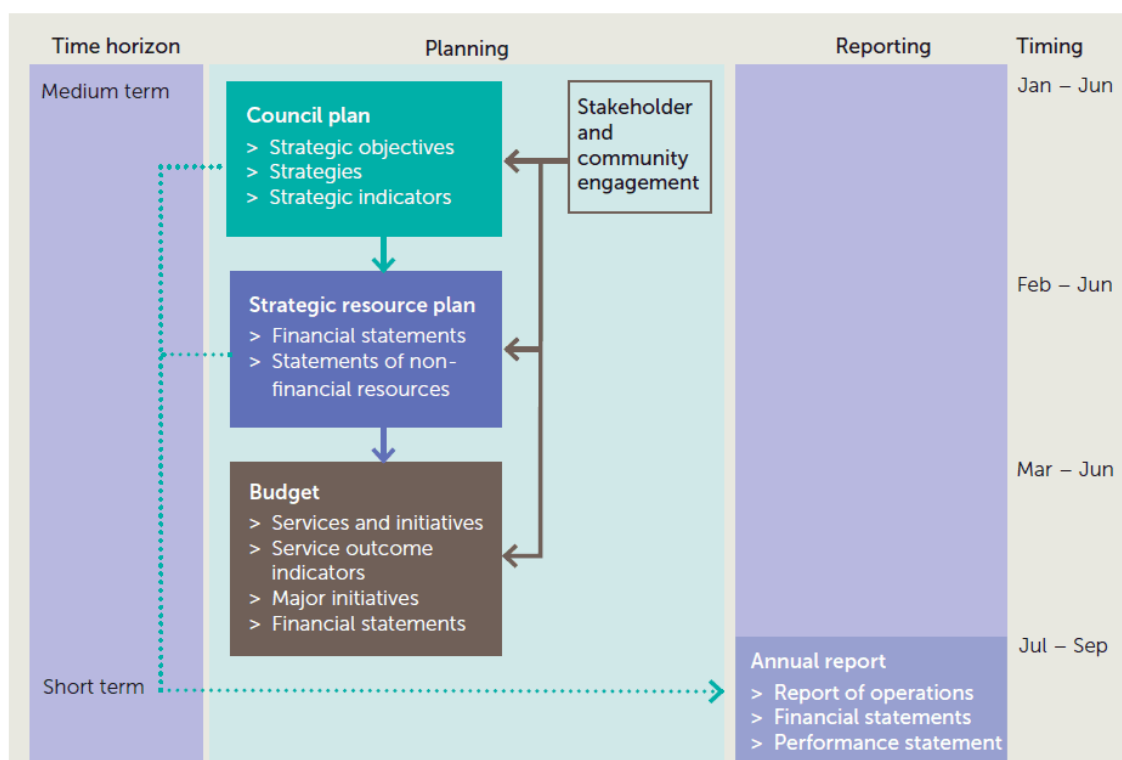 Time horizon
Planning
Reporting
Timing
Medium term
Council plan
> Strategic objectives
> Strategies
> Strategic indicators
Stakeholder
and
community
engagement
Jan – Jun
Strategic resource plan
> Financial statements
> Statements of non-
financial resources
Feb – Jun
Budget
> Services and initiatives
> Service outcome
indicators
> Major initiatives
> Financial statements
Mar – Jun
Short term
Annual report
> Report of operations
> Financial statements
> Performance statement
Jul – Sep